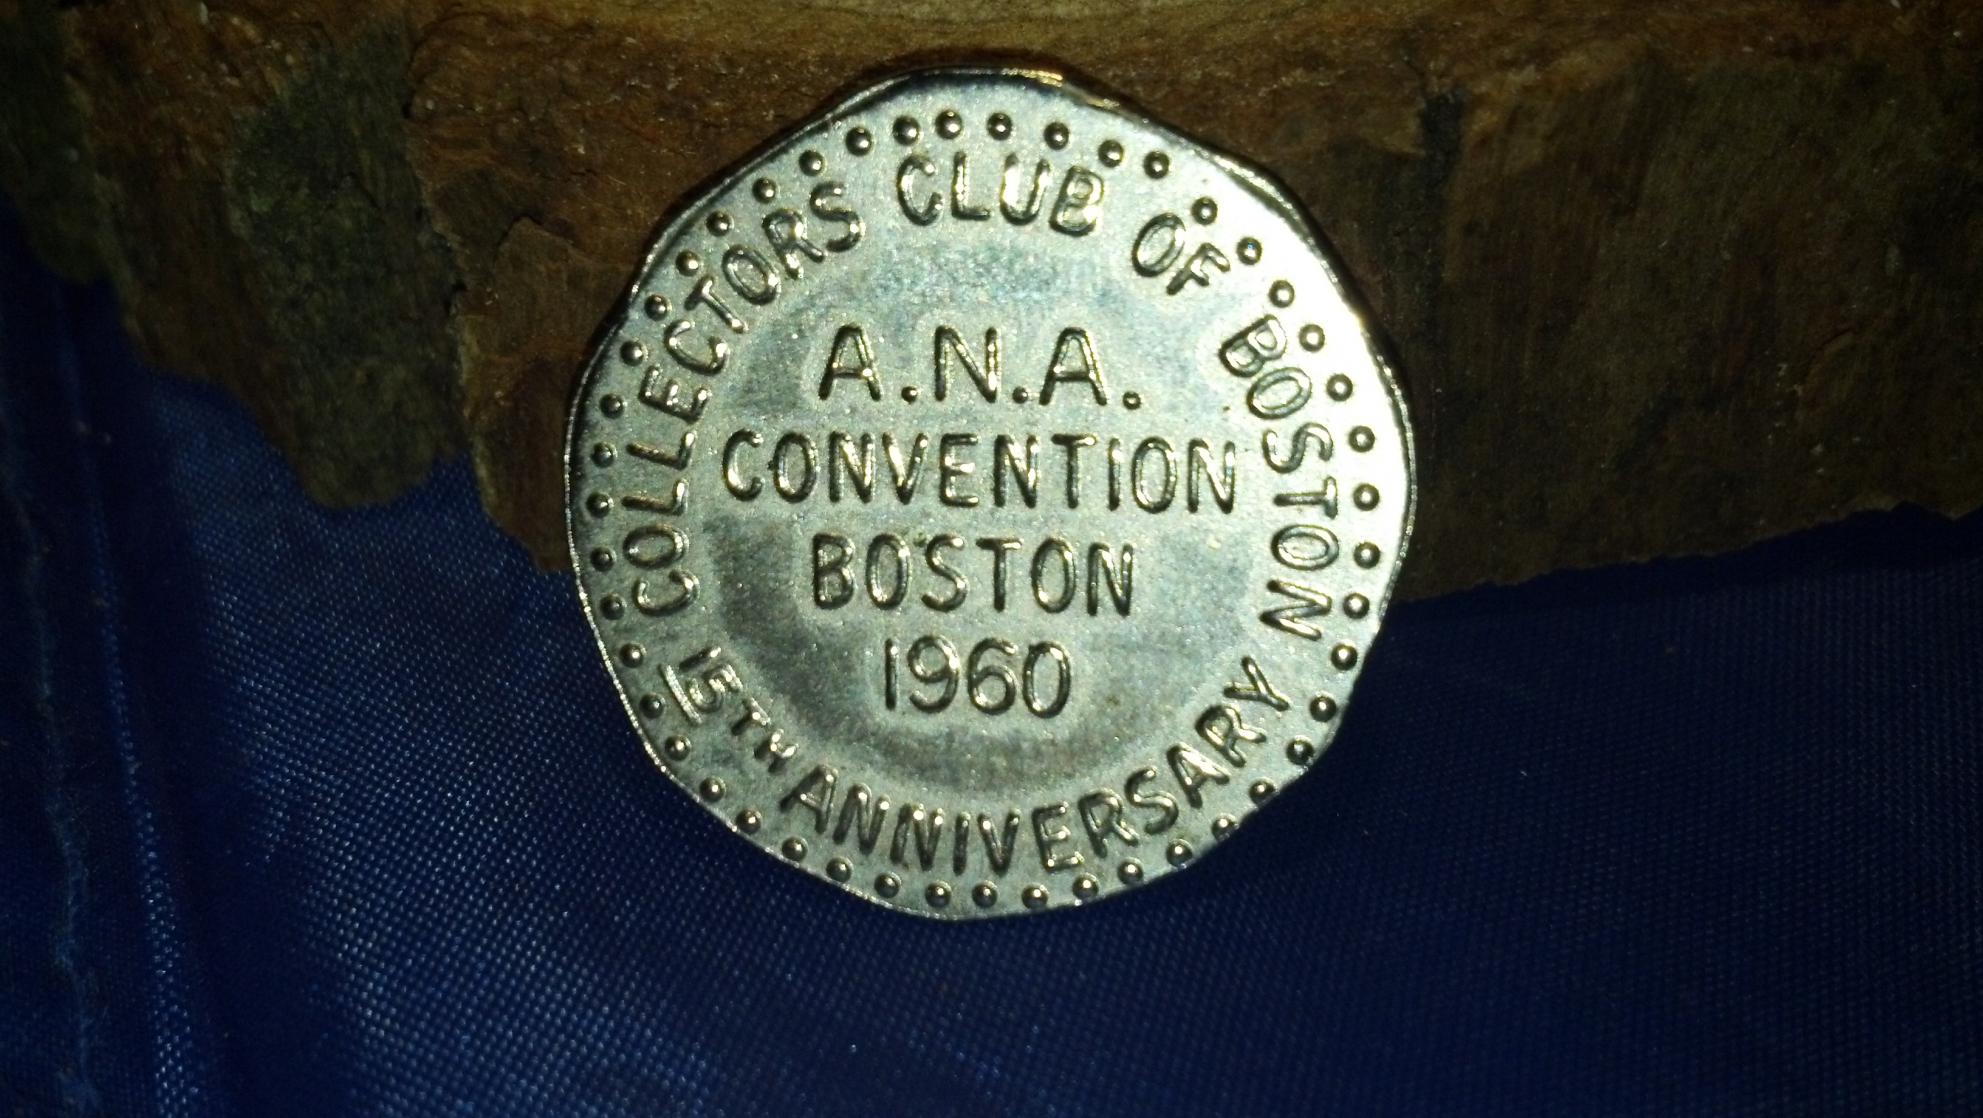 COLLECTORS CLUB OF BOSTON
A.N.A.
CONVENTION
BOSTON
1960
15TH ANNIVERSARY